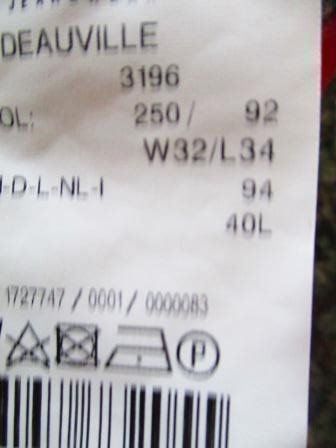 DEAUVILLE
3196
OL: 250 / 92
W32/L34
-D-L-NL-I 94
40L
1727747 / 0001 / 0000083
P